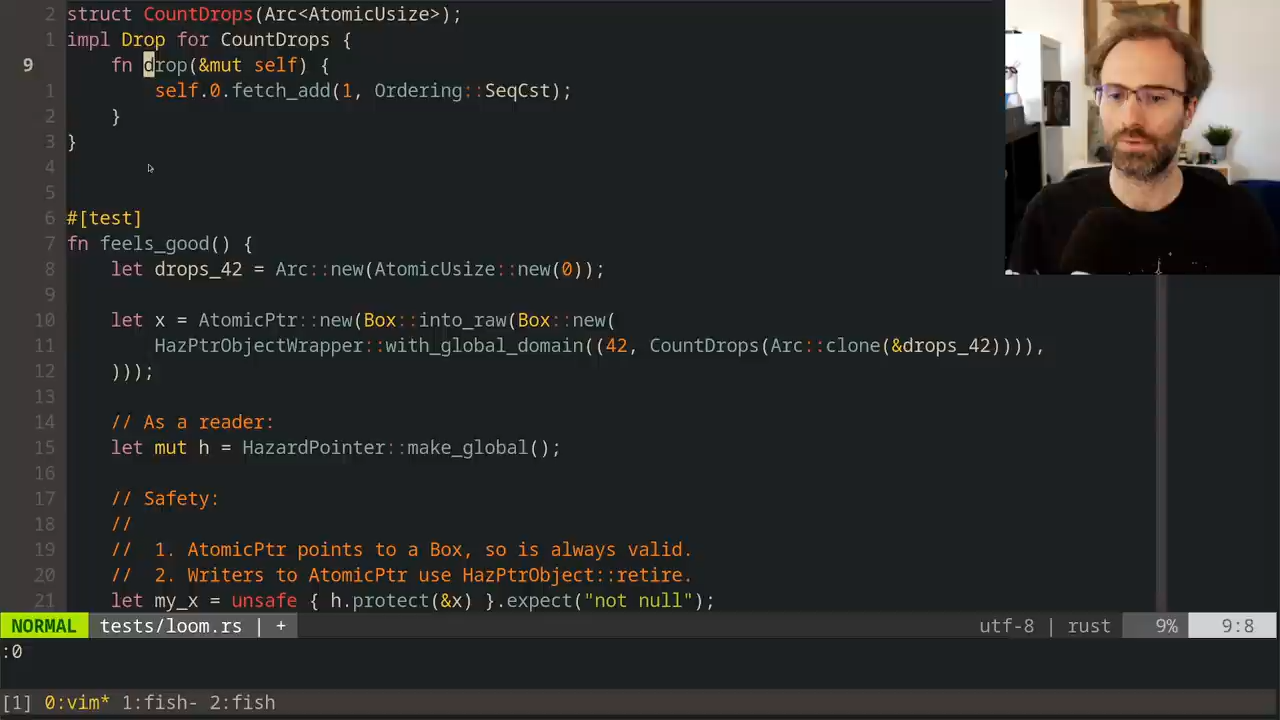 2 struct CountDrops(Arc<AtomicUsize>);
1 impl Drop for CountDrops {
9 fn drop(&mut self) {
1 self.0.fetch_add(1, Ordering::SeqCst);
2 }
3 }
4
5
6 #[test]
7 fn feels_good() {
8 let drops_42 = Arc::new(AtomicUsize::new(0));
9
10 let x = AtomicPtr::new(Box::into_raw(Box::new(
11 HazPtrObjectWrapper::with_global_domain((42, CountDrops(Arc::clone(&drops_42)))),
12 )));
13
14 // As a reader:
15 let mut h = HazardPointer::make_global();
16
17 // Safety:
18 //
19 // 1. AtomicPtr points to a Box, so is always valid.
20 // 2. Writers to AtomicPtr use HazPtrObject::retire.
21 let my_x = unsafe { h.protect(&x) }.expect("not null");
NORMAL tests/loom.rs | + utf-8 | rust 9% 9:8
:0
[1] 0:vim* 1:fish- 2:fish